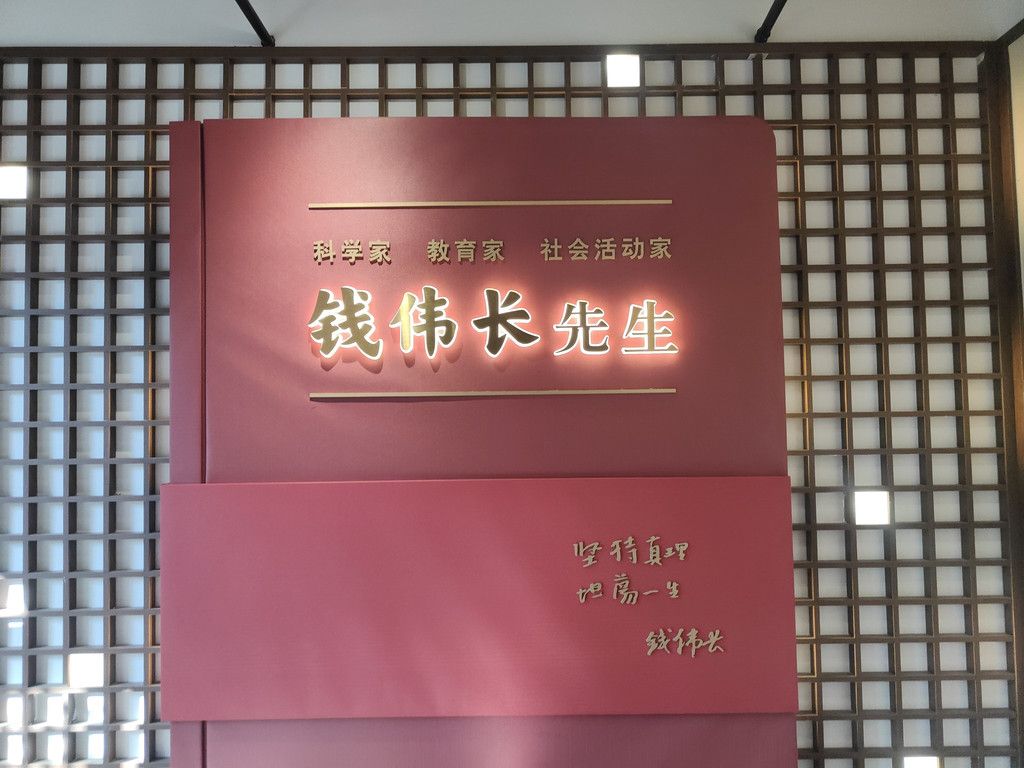 科学家 教育家 社会活动家
钱伟长先生
坚持真理
坦荡一生
钱伟长